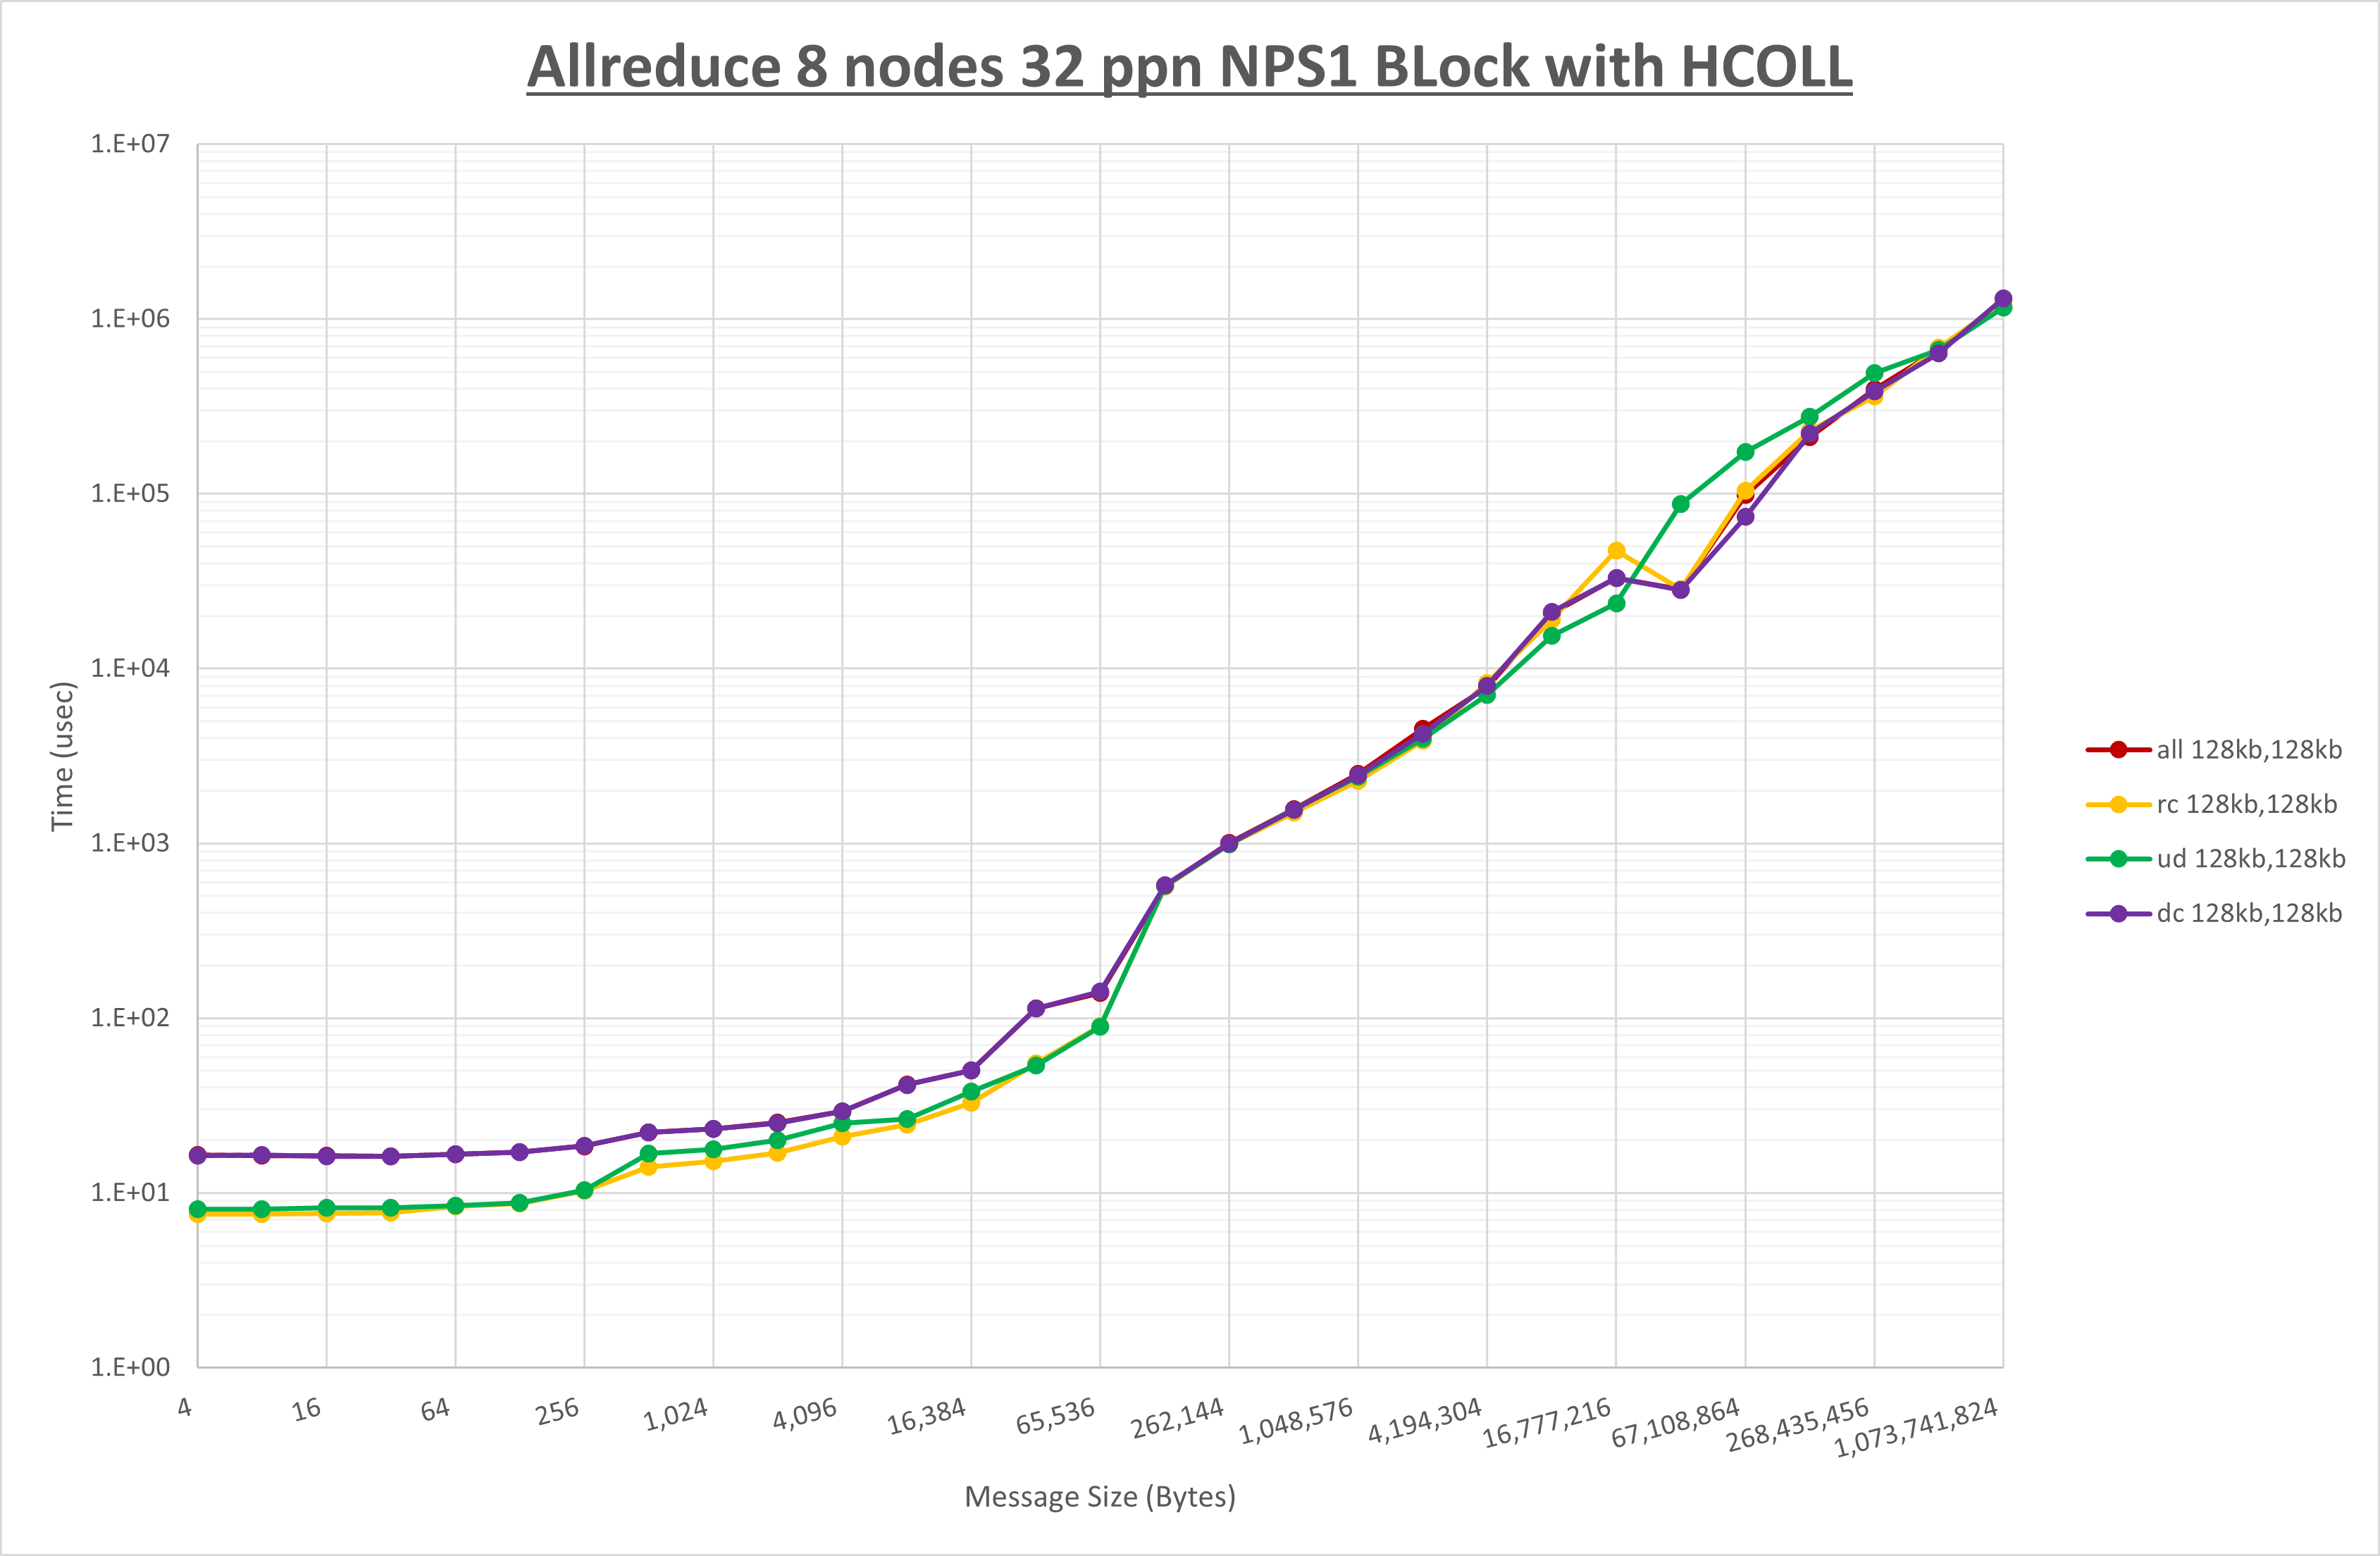 Allreduce 8 nodes 32 ppn NPS1 BLock with HCOLL
1.E+07
1.E+06
1.E+05
1.E+04
1.E+03
1.E+02
1.E+01
1.E+00
Time (usec)
4
16
64
256
1,024
4,096
16,384
65,536
262,144
1,048,576
4,194,304
16,777,216
67,108,864
268,435,456
1,073,741,824
Message Size (Bytes)
all 128kb,128kb
rc 128kb,128kb
ud 128kb,128kb
dc 128kb,128kb